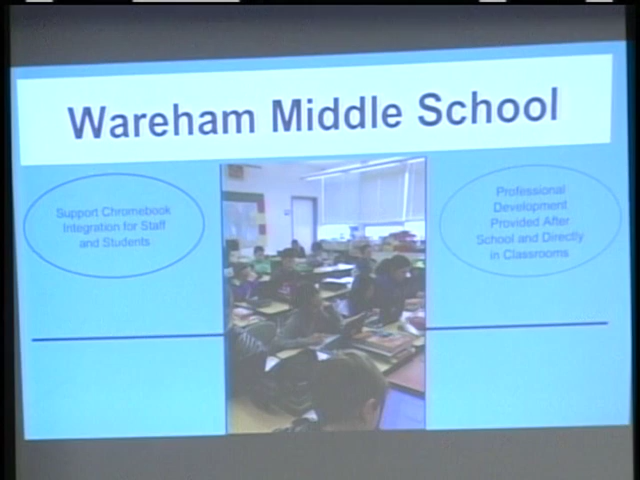 Wareham Middle School
Support Chromebook
Integration for Staff
and Students
Professional
Development
Provided After
School and Directly
in Classrooms